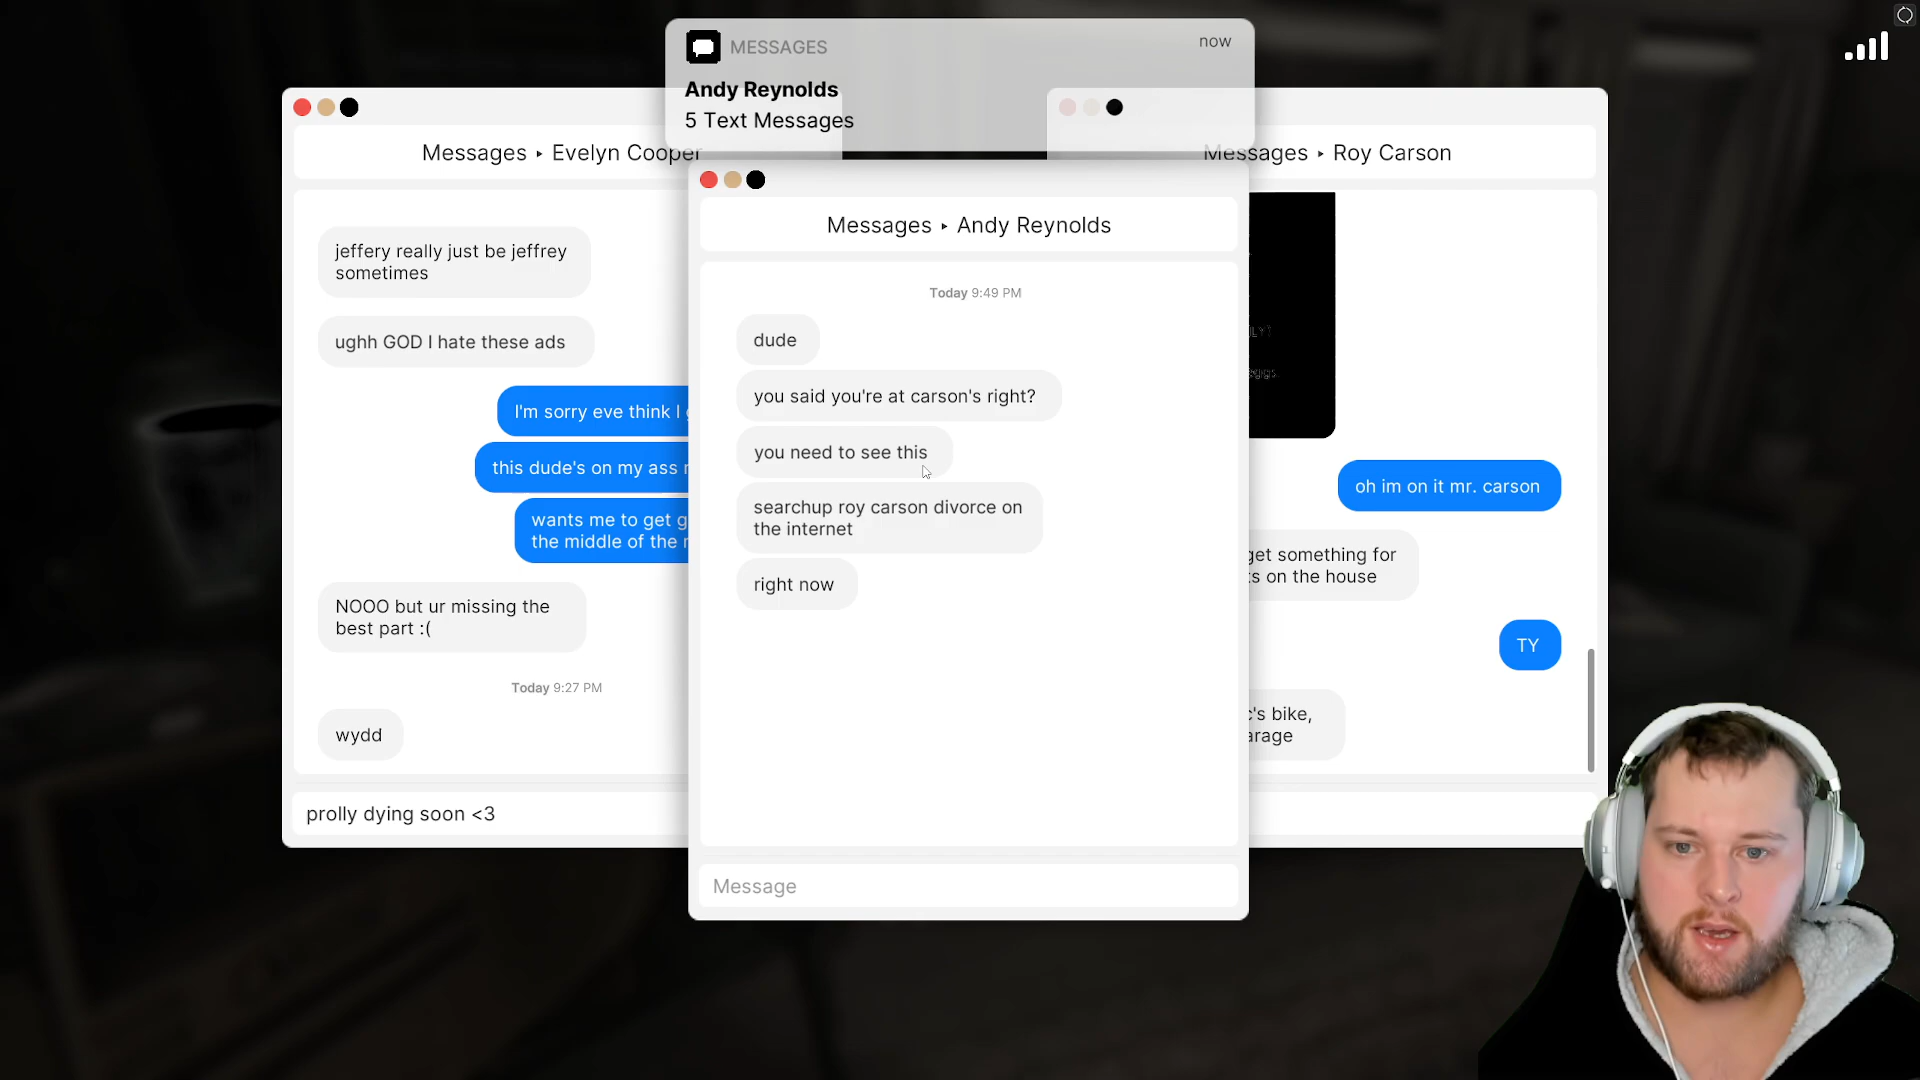 MESSAGES
now
Andy Reynolds
5 Text Messages
Messages ▸ Evelyn Cooper
jeffery really just be jeffrey
sometimes
ughh GOD I hate these ads
I'm sorry eve think I
this dude's on my ass
wants me to get
the middle of the
NOOO but ur missing the
best part :(
Today 9:27 PM
wydd
prolly dying soon <3
Messages ▸ Andy Reynolds
Today 9:49 PM
dude
you said you're at carson's right?
you need to see this
searchup roy carson divorce on
the internet
right now
Message
Messages ▸ Roy Carson
oh im on it mr. carson
get something for
on the house
TY
bike,